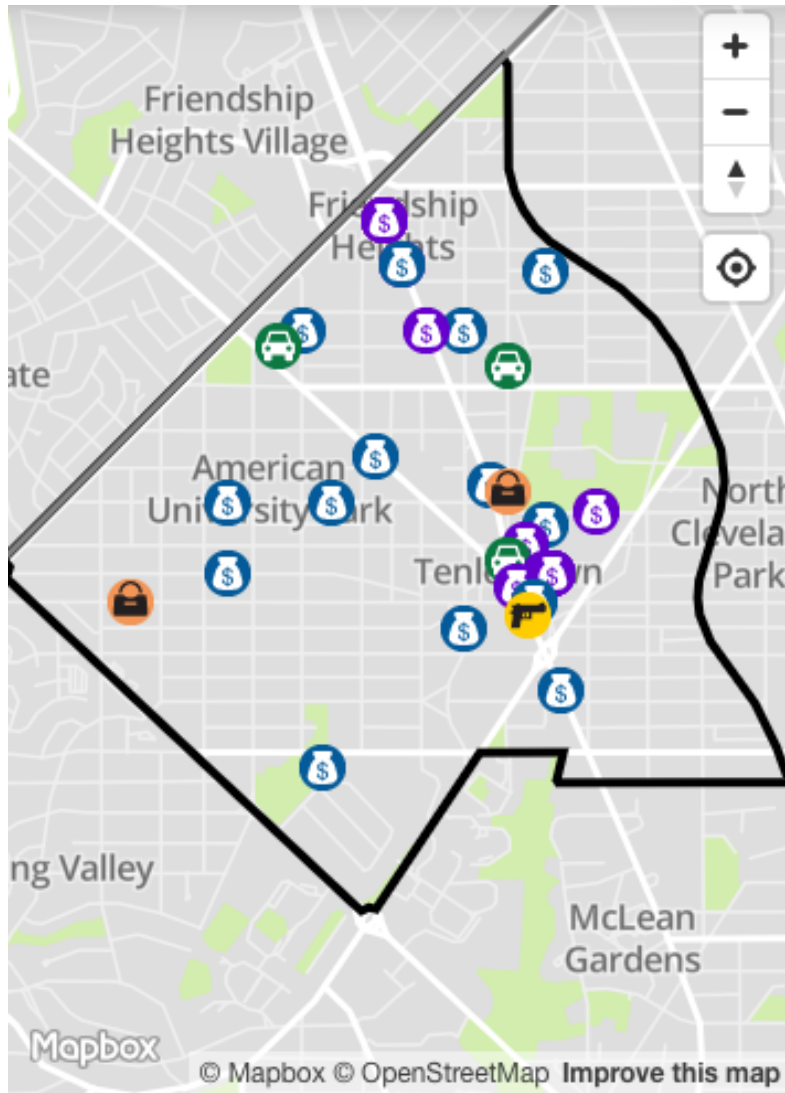 Friendship
Heights Village
Friendship
Heights
American
University Park
North
Clevela
Park
Tenleytown
ate
ng Valley
McLean
Gardens
Mapbox
© Mapbox © OpenStreetMap Improve this map